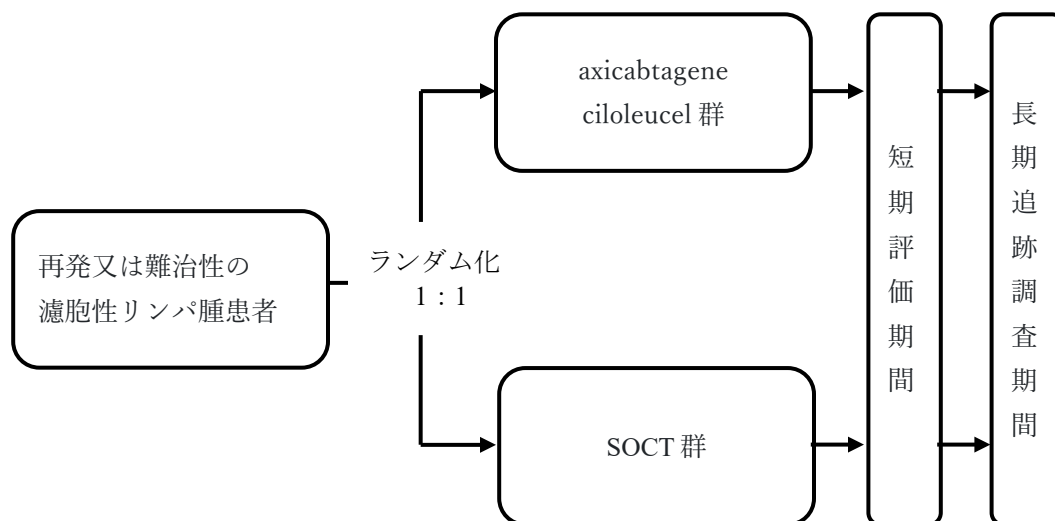 再発又は難治性の
濾胞性リンパ腫患者
ランダム化
1：1
axicabtagene
ciloleucel 群
SOCT 群
短期評価期間
長期追跡調査期間